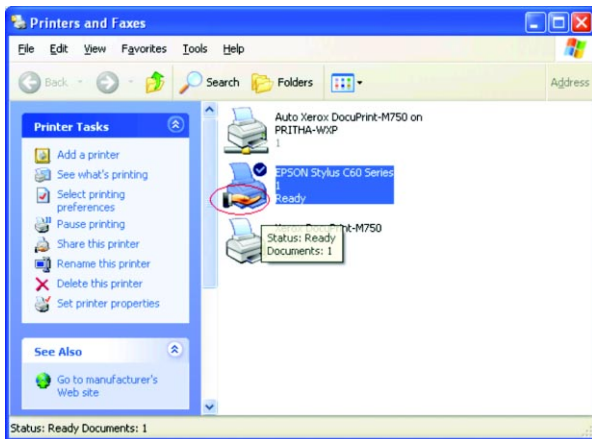 Printers and Faxes
File Edit View Favorites Tools Help
Back Search Folders Address
Printer Tasks
Add a printer
See what's printing
Select printing
preferences
Pause printing
Share this printer
Rename this printer
Delete this printer
Set printer properties
See Also
Go to manufacturer's
Web site
Auto Xerox DocuPrint-M750 on
PRITHA-WXP
1
EPSON Stylus C60 Series
1
Ready
Xerox DocuPrint-M750
Status: Ready
Documents: 1
Status: Ready Documents: 1